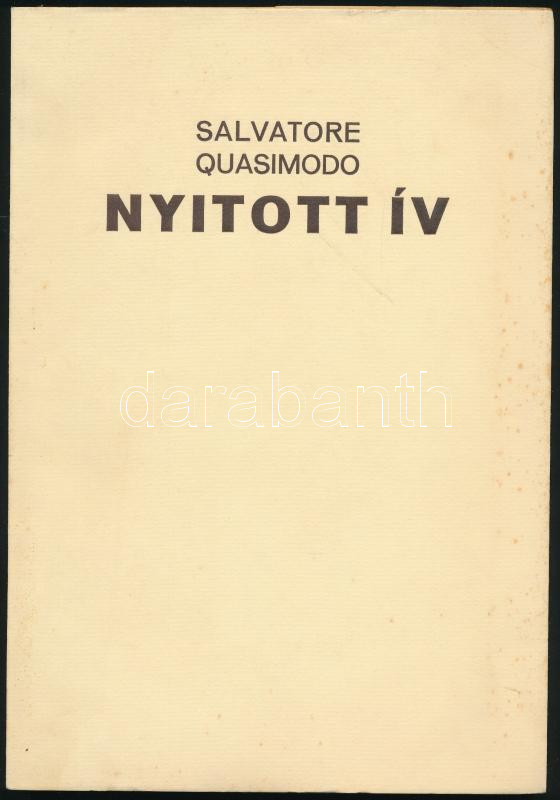 SALVATORE
QUASIMODO
NYITOTT ÍV
darabanth